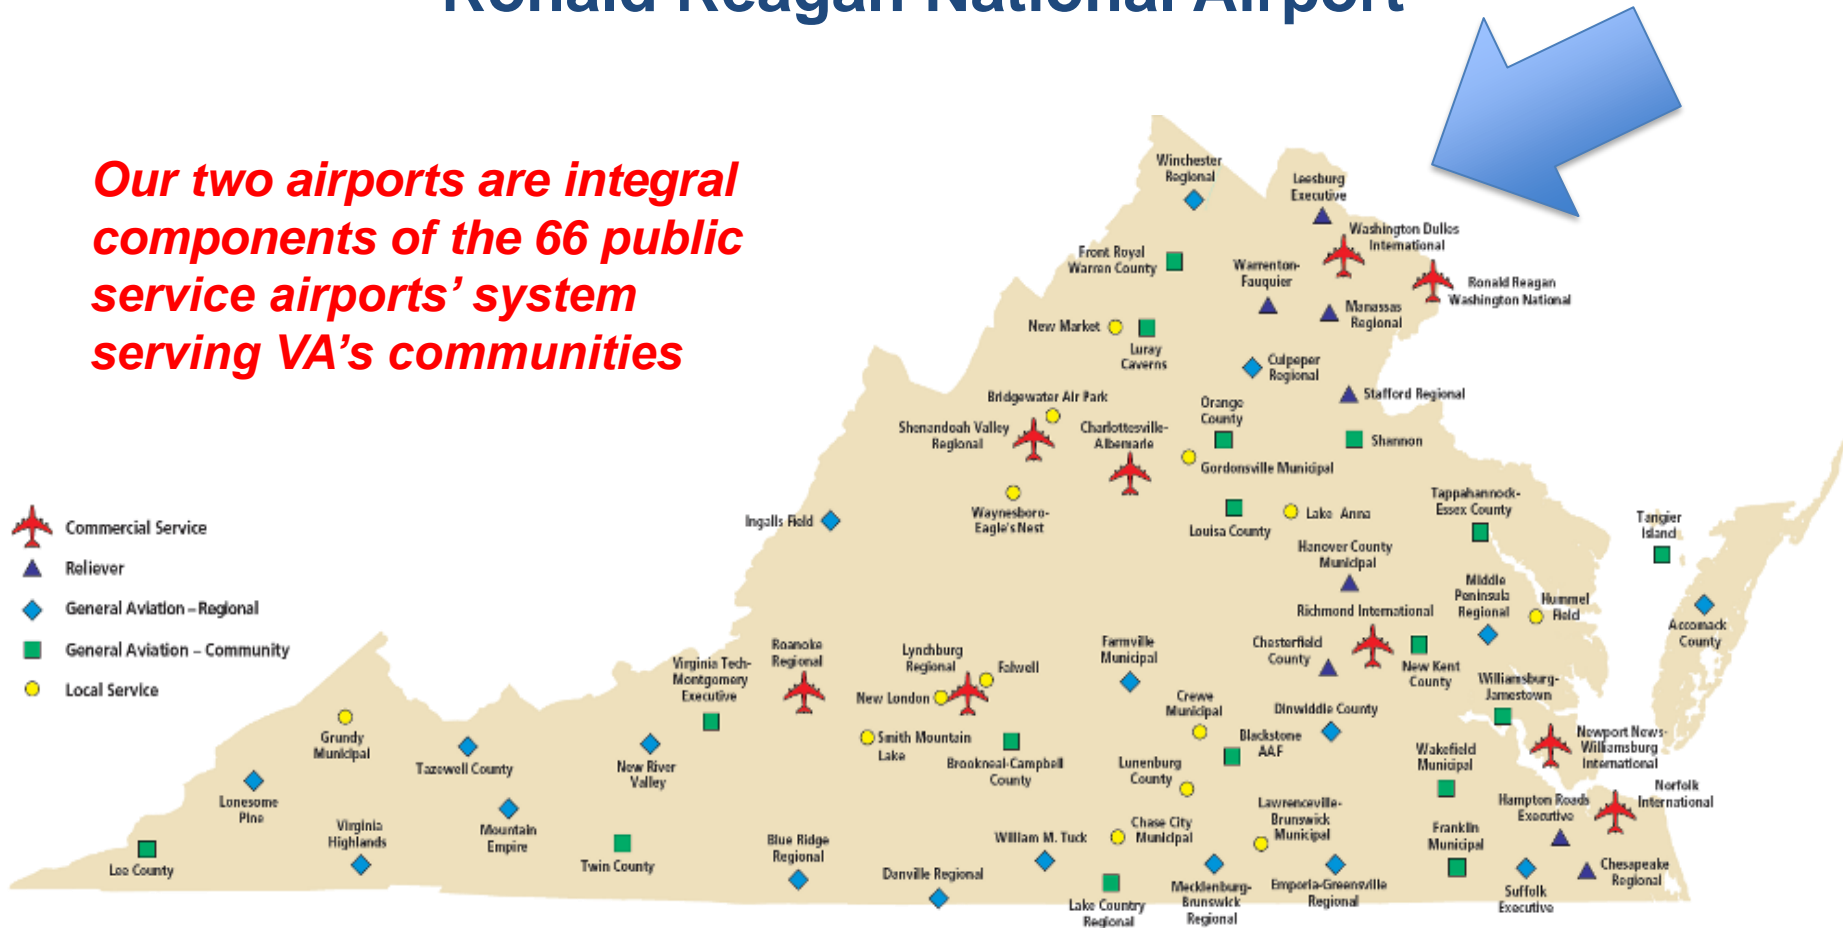 Ronald Reagan National Airport
Our two airports are integral
components of the 66 public
service airports’ system
serving VA’s communities
Winchester
Regional
Leesburg
Executive
Washington Dulles
International
Front Royal
Warren County
Warrenton-
Fauquier
Ronald Reagan
Washington National
Manassas
Regional
New Market
Luray
Caverns
Culpeper
Regional
Bridgewater Air Park
Stafford Regional
Orange
County
Shenandoah Valley
Regional
Charlottesville-
Albemarle
Shannon
Gordonsville Municipal
Waynesboro-
Eagle's Nest
Ingalls Field
Louisa County
Lake Anna
Tappahannock-
Essex County
Tangier
Island
Hanover County
Municipal
Middle
Peninsula
Regional
Hummel
Field
Accomack
County
Richmond International
Chesterfield
County
New Kent
County
Williamsburg-
Jamestown
Commercial Service
Reliever
General Aviation – Regional
General Aviation – Community
Local Service
Roanoke
Regional
Virginia Tech-
Montgomery
Executive
Lynchburg
Regional
Falwell
New London
Farmville
Municipal
Crewe
Municipal
Dinwiddie County
Smith Mountain
Lake
Brookneal-Campbell
County
Blackstone
AAF
Lunenburg
County
Wakefield
Municipal
Newport News-
Williamsburg
International
Norfolk
International
Hampton Roads
Executive
Grundy
Municipal
Tazewell County
New River
Valley
Lonesome
Pine
Virginia
Highlands
Mountain
Empire
Lee County
Twin County
Blue Ridge
Regional
Danville Regional
William M. Tuck
Chase City
Municipal
Lawrenceville-
Brunswick
Municipal
Lake Country
Regional
Mecklenburg-
Brunswick
Regional
Emporia-Greensville
Regional
Franklin
Municipal
Suffolk
Executive
Chesapeake
Regional